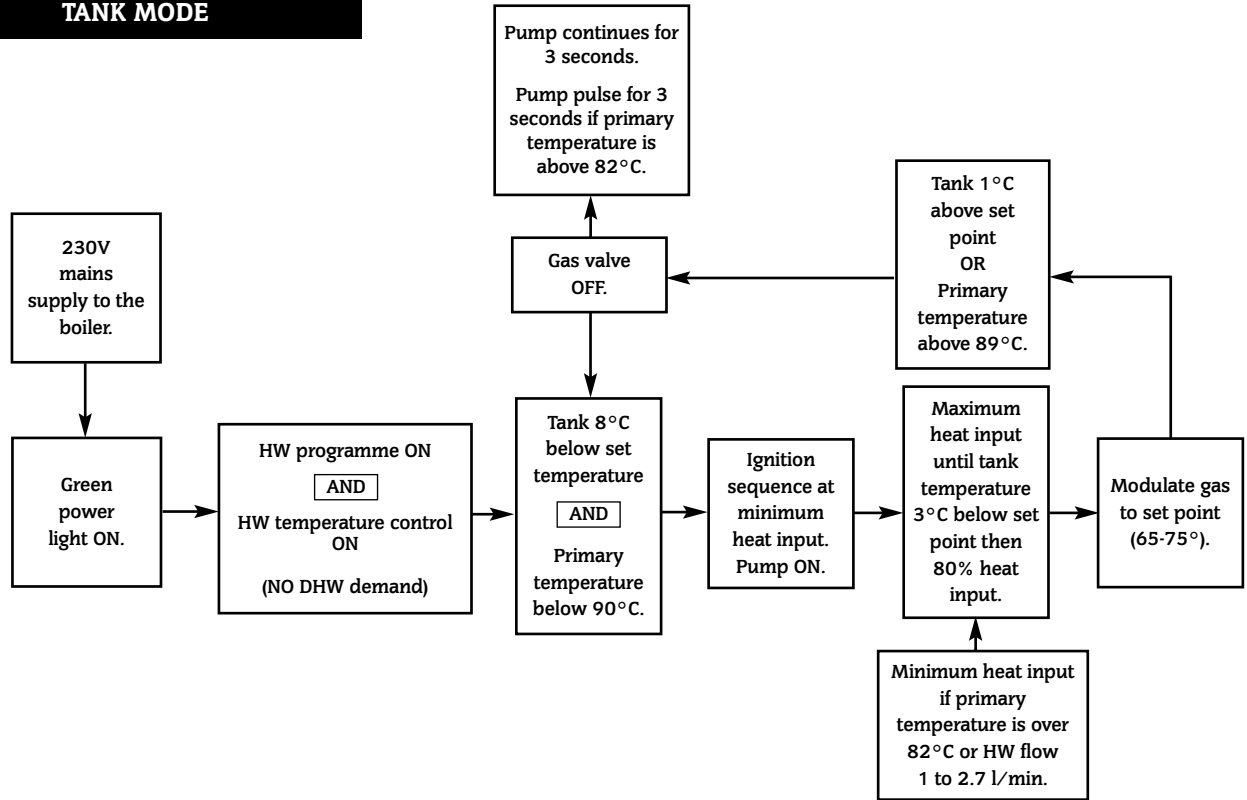 TANK MODE
Pump continues for
3 seconds.
Pump pulse for 3
seconds if primary
temperature is
above 82°C.
230V
mains
supply to the
boiler.
Gas valve
OFF.
Tank 1°C
above set
point
OR
Primary
temperature
above 89°C.
Green
power
light ON.
HW programme ON
AND
HW temperature control
ON
(NO DHW demand)
Tank 8°C
below set
temperature
AND
Primary
temperature
below 90°C.
Ignition
sequence at
minimum
heat input.
Pump ON.
Maximum
heat input
until tank
temperature
3°C below set
point then
80% heat
input.
Modulate gas
to set point
(65-75°).
Minimum heat input
if primary
temperature is over
82°C or HW flow
1 to 2.7 l/min.